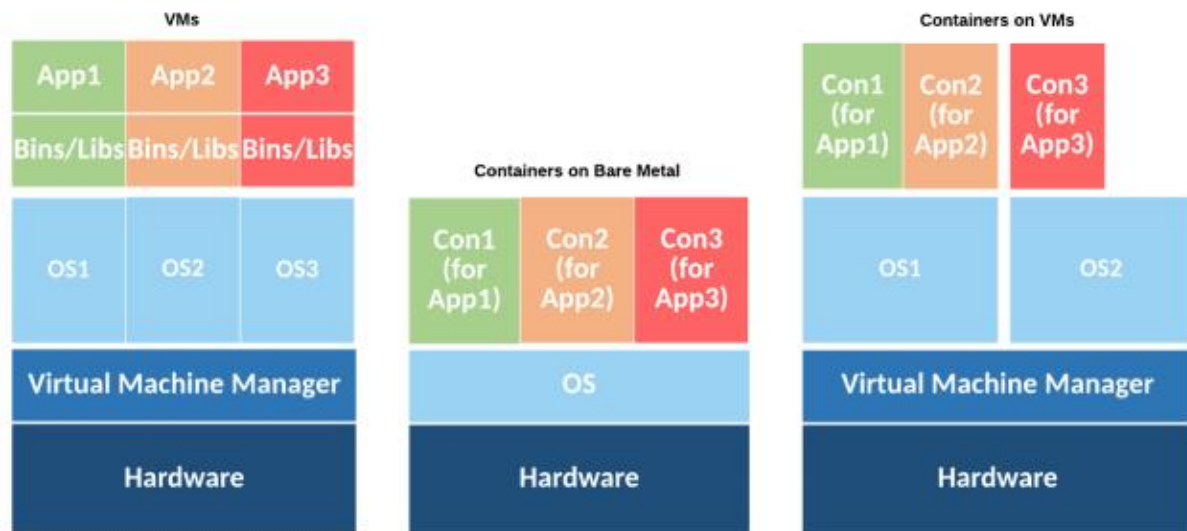 VMs
App1
App2
App3
Bins/Libs
Bins/Libs
Bins/Libs
OS1
OS2
OS3
Virtual Machine Manager
Hardware
Containers on Bare Metal
Con1
(for
App1)
Con2
(for
App2)
Con3
(for
App3)
OS
Hardware
Containers on VMs
Con1
(for
App1)
Con2
(for
App2)
Con3
(for
App3)
OS1
OS2
Virtual Machine Manager
Hardware